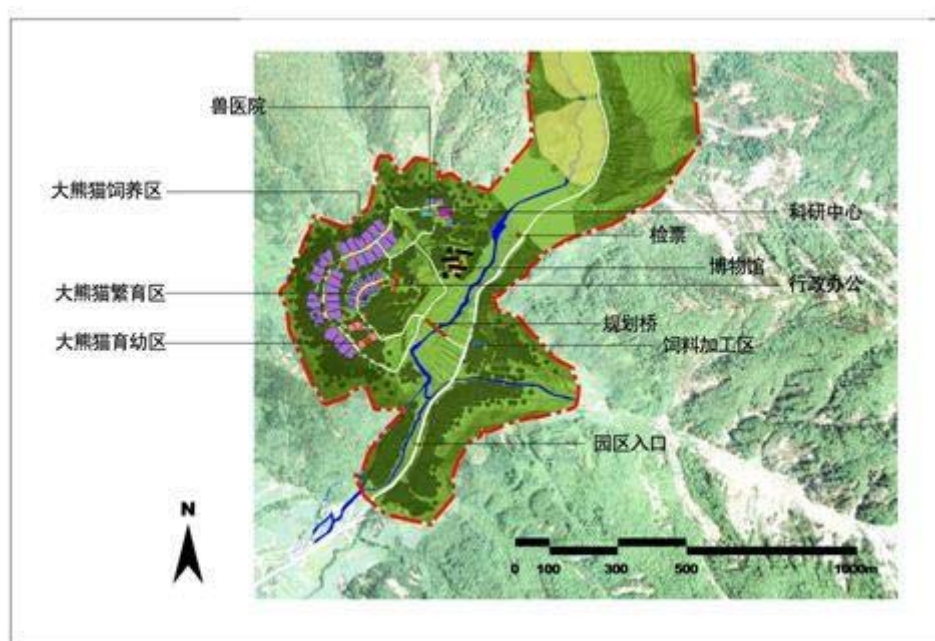 兽医院
大熊猫饲养区
科研中心
检票
博物馆
行政办公
大熊猫繁育区
规划桥
大熊猫育幼区
饲料加工区
园区入口
N
0 100 300 500 1000m